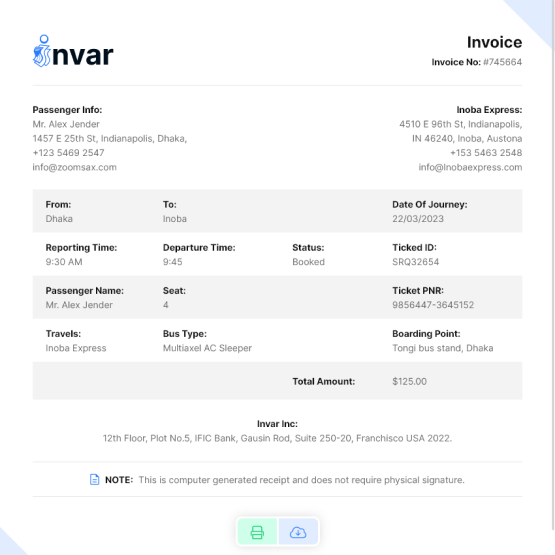 invar
Invoice
Invoice No: #745664
Passenger Info:
Mr. Alex Jender
1457 E 25th St, Indianapolis, Dhaka,
+123 5469 2547
info@zoomsax.com
Inoba Express:
4510 E 96th St, Indianapolis,
IN 46240, Inoba, Austona
+153 5463 2548
info@Inobaexpress.com
From: To: Date Of Journey:
Dhaka Inoba 22/03/2023
Reporting Time: Departure Time: Status: Ticked ID:
9:30 AM 9:45 Booked SRQ32654
Passenger Name: Seat: Ticket PNR:
Mr. Alex Jender 4 9856447-3645152
Travels: Bus Type: Boarding Point:
Inoba Express Multiaxel AC Sleeper Tongi bus stand, Dhaka
Total Amount: $125.00
Invar Inc:
12th Floor, Plot No.5, IFIC Bank, Gausin Rod, Suite 250-20, Franchisco USA 2022.
NOTE: This is computer generated receipt and does not require physical signature.